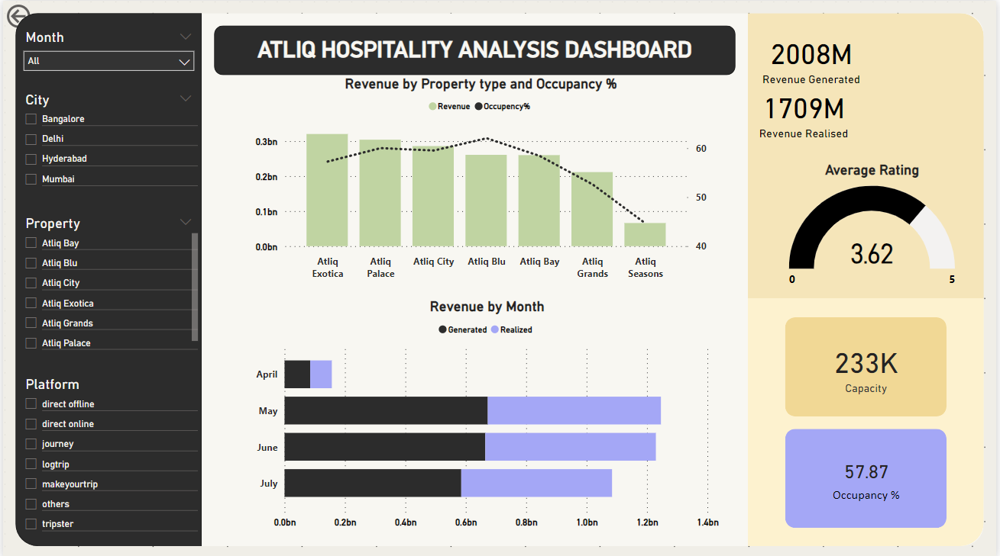 Month
All
City
Bangalore
Delhi
Hyderabad
Mumbai
Property
Atliq Bay
Atliq Blu
Atliq City
Atliq Exotica
Atliq Grands
Atliq Palace
Platform
direct offline
direct online
journey
logtrip
makeyourtrip
others
tripster
ATLIQ HOSPITALITY ANALYSIS DASHBOARD
Revenue by Property type and Occupancy %
Revenue Occupancy%
0.3bn
0.2bn
0.1bn
0.0bn
60
50
40
Atliq Exotica
Atliq Palace
Atliq City
Atliq Blu
Atliq Bay
Atliq Grands
Atliq Seasons
Revenue by Month
Generated Realized
April
May
June
July
0.0bn 0.2bn 0.4bn 0.6bn 0.8bn 1.0bn 1.2bn 1.4bn
2008M
Revenue Generated
1709M
Revenue Realised
Average Rating
3.62
0 5
233K
Capacity
57.87
Occupancy %